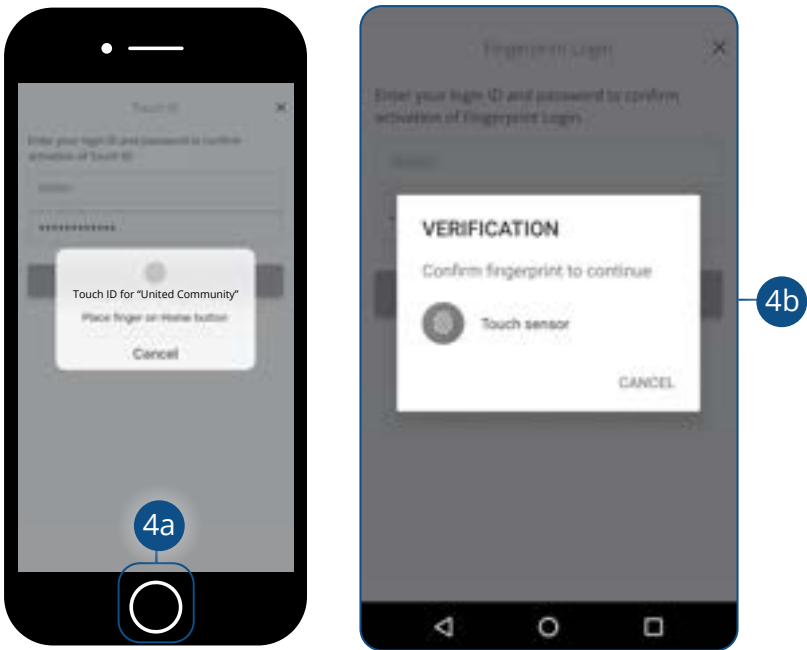 Touch ID
×
Enter your login ID and password to confirm
activation of Touch ID
••••••••••••
Touch ID for “United Community”
Place finger on Home button
Cancel
4a
Fingerprint Login
×
Enter your login ID and password to confirm
activation of Fingerprint Login
VERIFICATION
Confirm fingerprint to continue
Touch sensor
CANCEL
4b